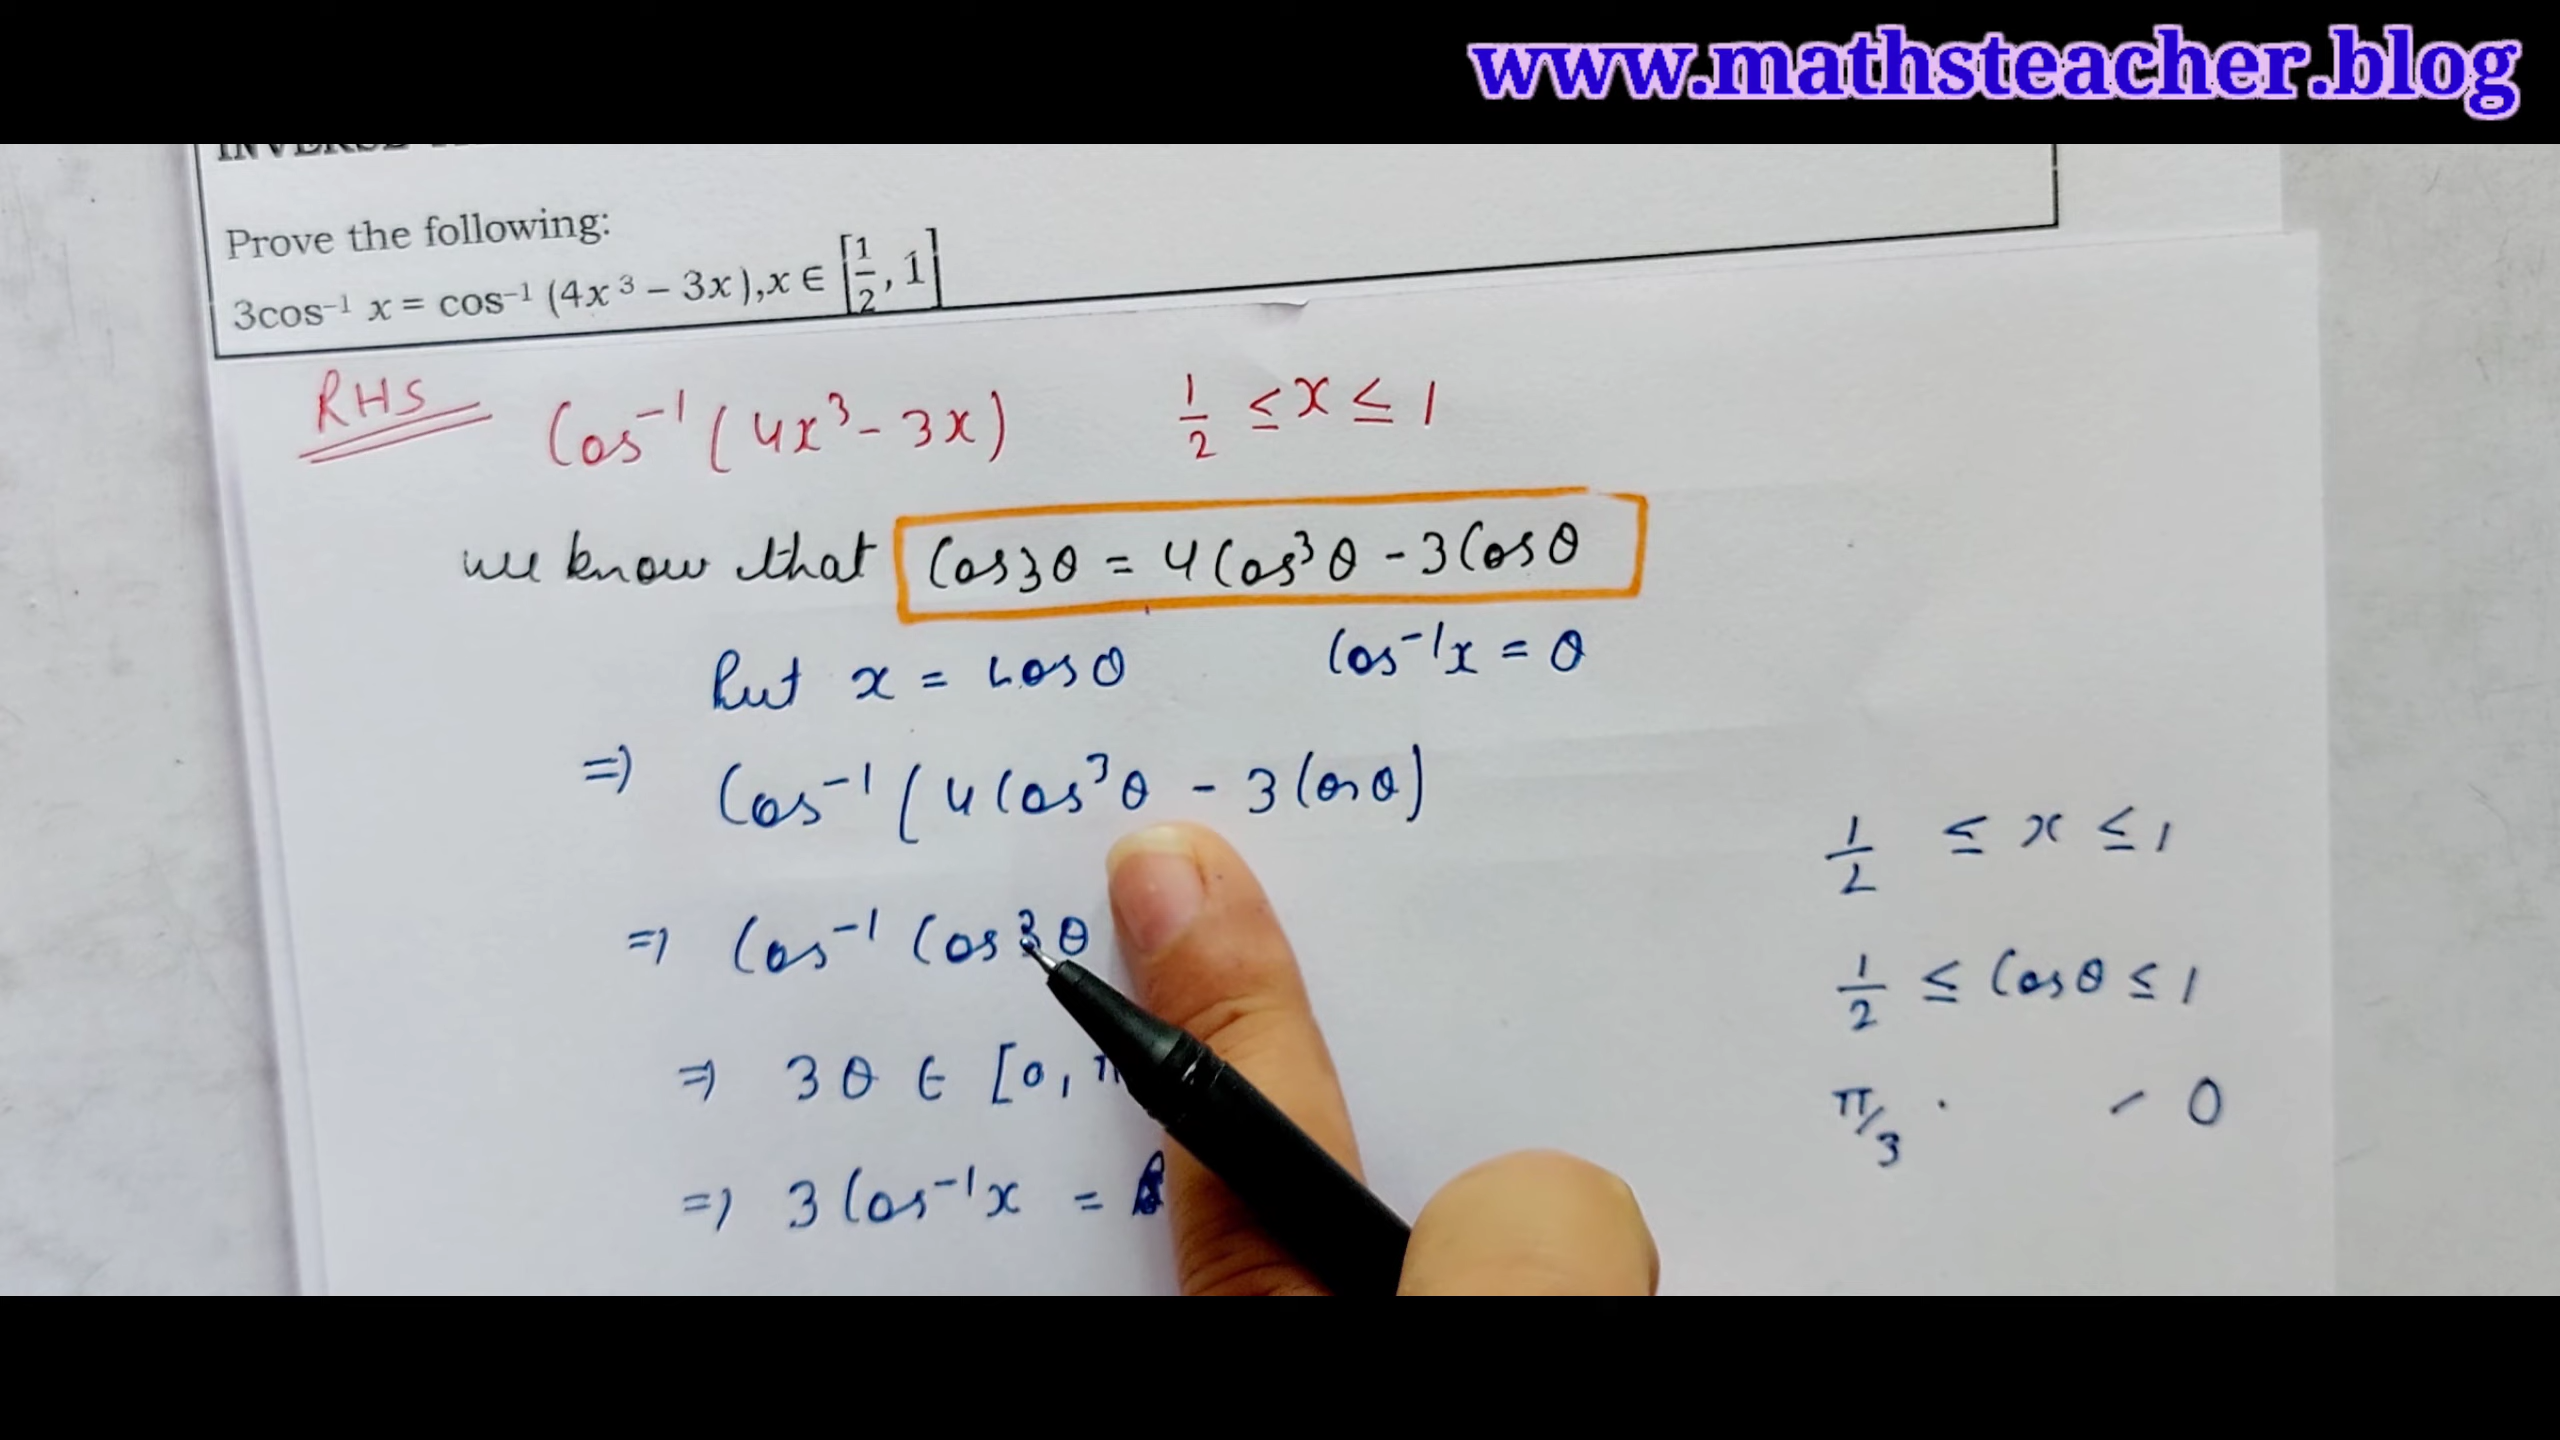 www.mathsteacher.blog
Prove the following:
3cos⁻¹ x = cos⁻¹ (4x³ − 3x), x ∈ [1/2, 1]
RHS Cos⁻¹ (4x³ - 3x) 1/2 ≤ x ≤ 1
we know that Cos3θ = 4Cos³θ - 3Cosθ
Put x = cosθ Cos⁻¹x = θ
⇒ Cos⁻¹ (4Cos³θ - 3Cosθ)
1/2 ≤ x ≤ 1
⇒ Cos⁻¹ Cos3θ
1/2 ≤ Cosθ ≤ 1
⇒ 3θ ∈ [0, π
π/3 - 0
⇒ 3Cos⁻¹x =